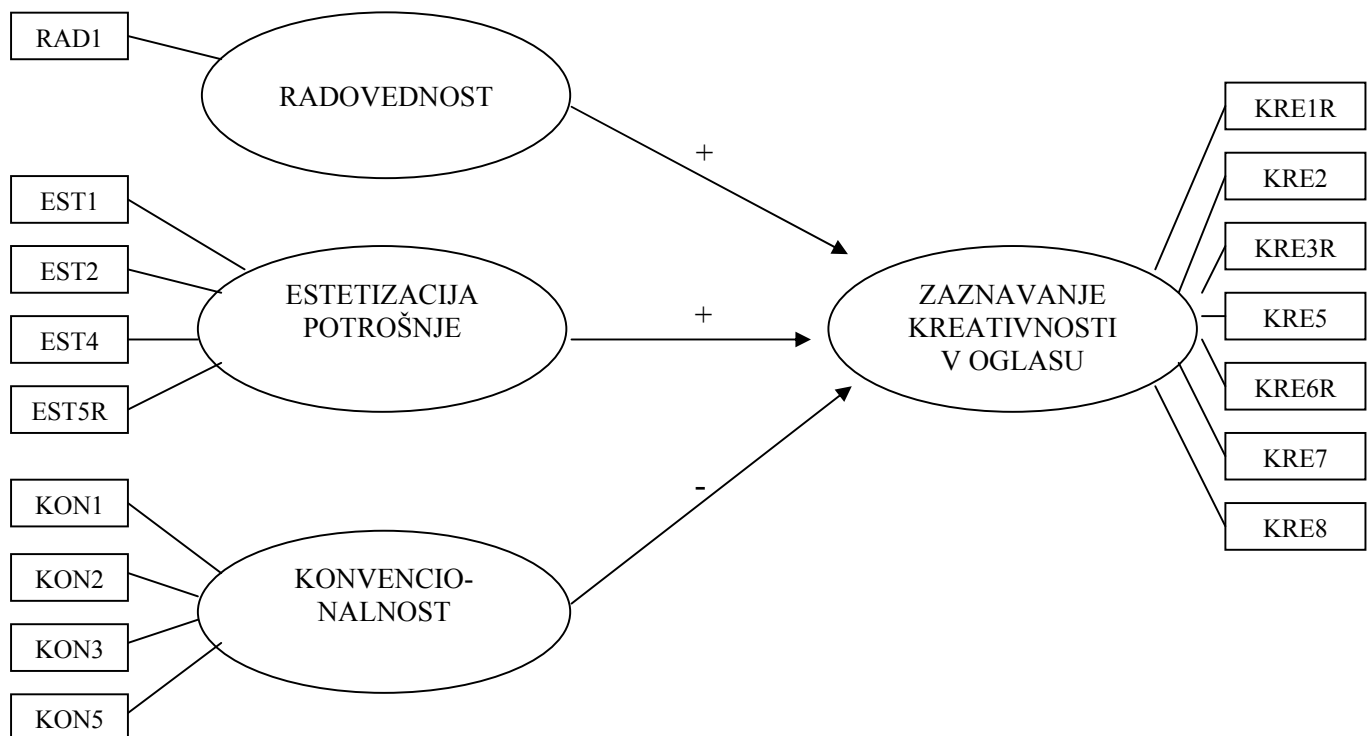 RAD1
RADOVEDNOST
EST1
EST2
EST4
EST5R
ESTETIZACIJA
POTROŠNJE
KON1
KON2
KON3
KON5
KONVENCIO-
NALNOST
+
+
-
ZAZNAVANJE
KREATIVNOSTI
V OGLASU
KRE1R
KRE2
KRE3R
KRE5
KRE6R
KRE7
KRE8